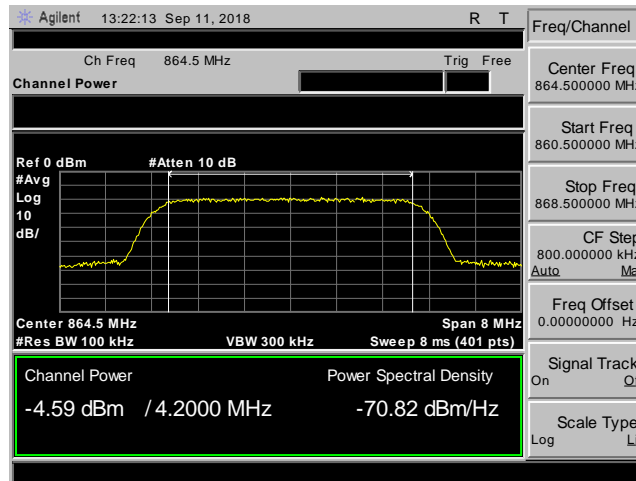 Agilent 13:22:13 Sep 11, 2018 R T
Freq/Channel
Ch Freq 864.5 MHz Trig Free
Channel Power
Center Freq
864.500000 MHz
Start Freq
860.500000 MHz
Stop Freq
868.500000 MHz
CF Step
800.000000 kHz
Auto Ma
Freq Offset
0.00000000 Hz
Signal Track
On O
Scale Type
Log Li
Ref 0 dBm #Atten 10 dB
#Avg
Log
10
dB/
Center 864.5 MHz Span 8 MHz
#Res BW 100 kHz VBW 300 kHz Sweep 8 ms (401 pts)
Channel Power Power Spectral Density
-4.59 dBm / 4.2000 MHz -70.82 dBm/Hz